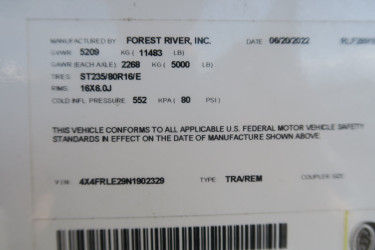 MANUFACTURED BY FOREST RIVER, INC. DATE 06/20/2022
GVWR 5209 KG ( 11483 LB)
GAWR (EACH AXLE) 2268 KG ( 5000 LB)
TIRES ST235/80R16/E
RIMS 16X6.0J
COLD INFL PRESSURE 552 KPA ( 80 PSI)
THIS VEHICLE CONFORMS TO ALL APPLICABLE U.S. FEDERAL MOTOR VEHICLE SAFETY
STANDARDS IN EFFECT ON THE DATE OF MANUFACTURE SHOWN ABOVE
V.I.N. 4X4FRLE29N1902329 TYPE TRA/REM COUPLER SIZE